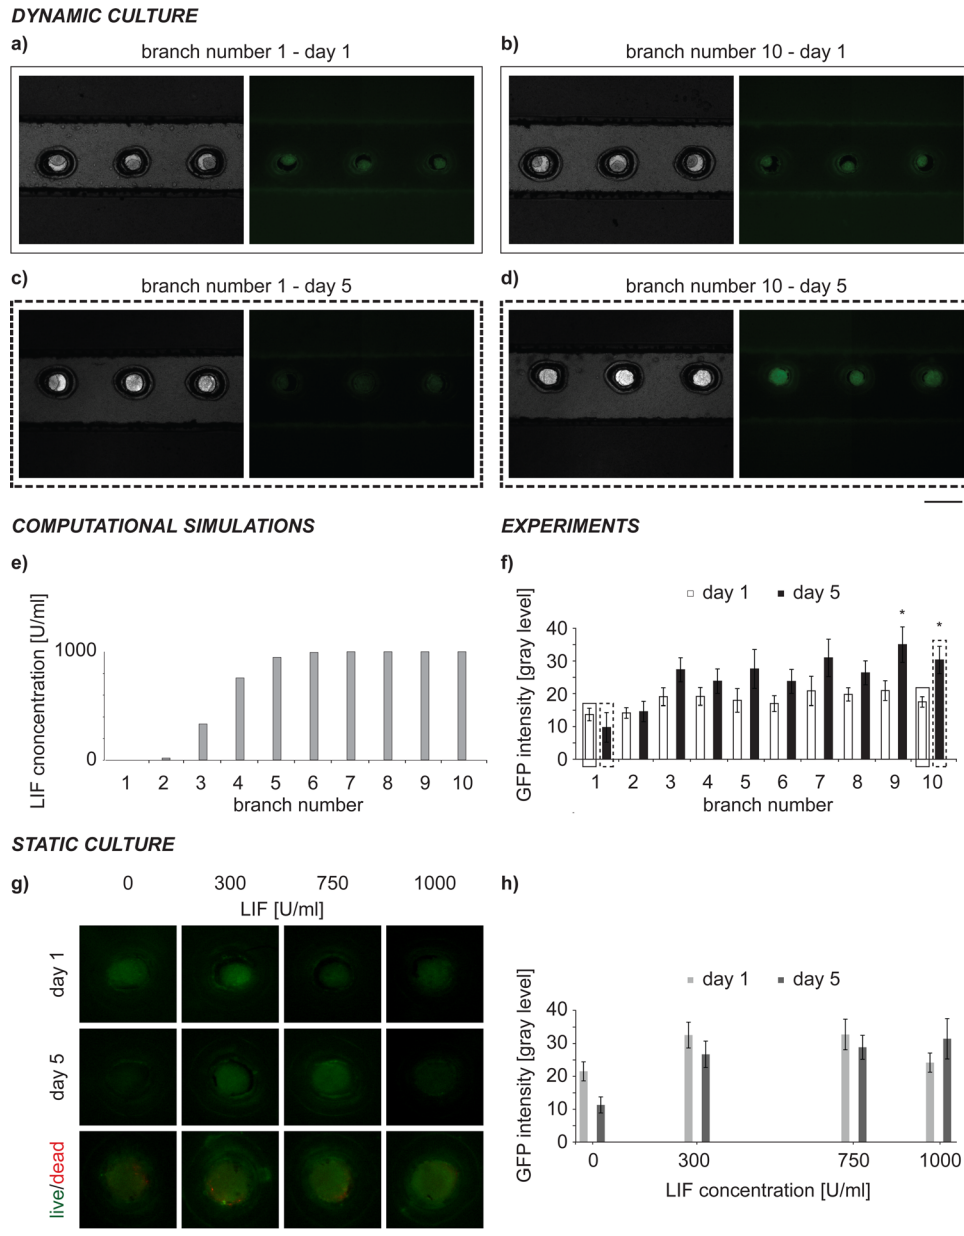 DYNAMIC CULTURE
a)
branch number 1 - day 1
b)
branch number 10 - day 1
c)
branch number 1 - day 5
d)
branch number 10 - day 5
COMPUTATIONAL SIMULATIONS
EXPERIMENTS
e)
LIF cnoncentration [U/ml]
1000
0
1 2 3 4 5 6 7 8 9 10
branch number
f)
day 1 day 5
GFP intensity [gray level]
* *
40
30
20
10
0
1 2 3 4 5 6 7 8 9 10
branch number
STATIC CULTURE
g)
0 300 750 1000
LIF [U/ml]
day 1
day 5
live/dead
h)
day 1 day 5
GFP intensity [gray level]
40
30
20
10
0
0 300 750 1000
LIF concentration [U/ml]